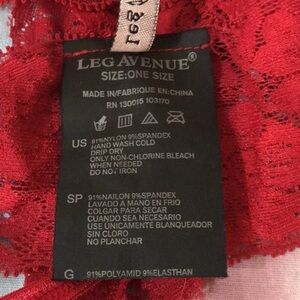 Leg
LEG AVENUE®
SIZE:ONE SIZE
MADE IN/FABRIQUE EN:CHINA
RN 130015 103170
US 91%NYLON 9%SPANDEX
HAND WASH COLD
DRIP DRY
ONLY NON-CHLORINE BLEACH
WHEN NEEDED
DO NOT IRON
SP 91%NAILON 9%SPANDEX
LAVADO A MANO EN FRIO
COLGAR PARA SECAR
CUANDO SEA NECESARIO
USE ÚNICAMENTE BLANQUEADOR
SIN CLORO
NO PLANCHAR
G 91%POLYAMID 9%ELASTHAN